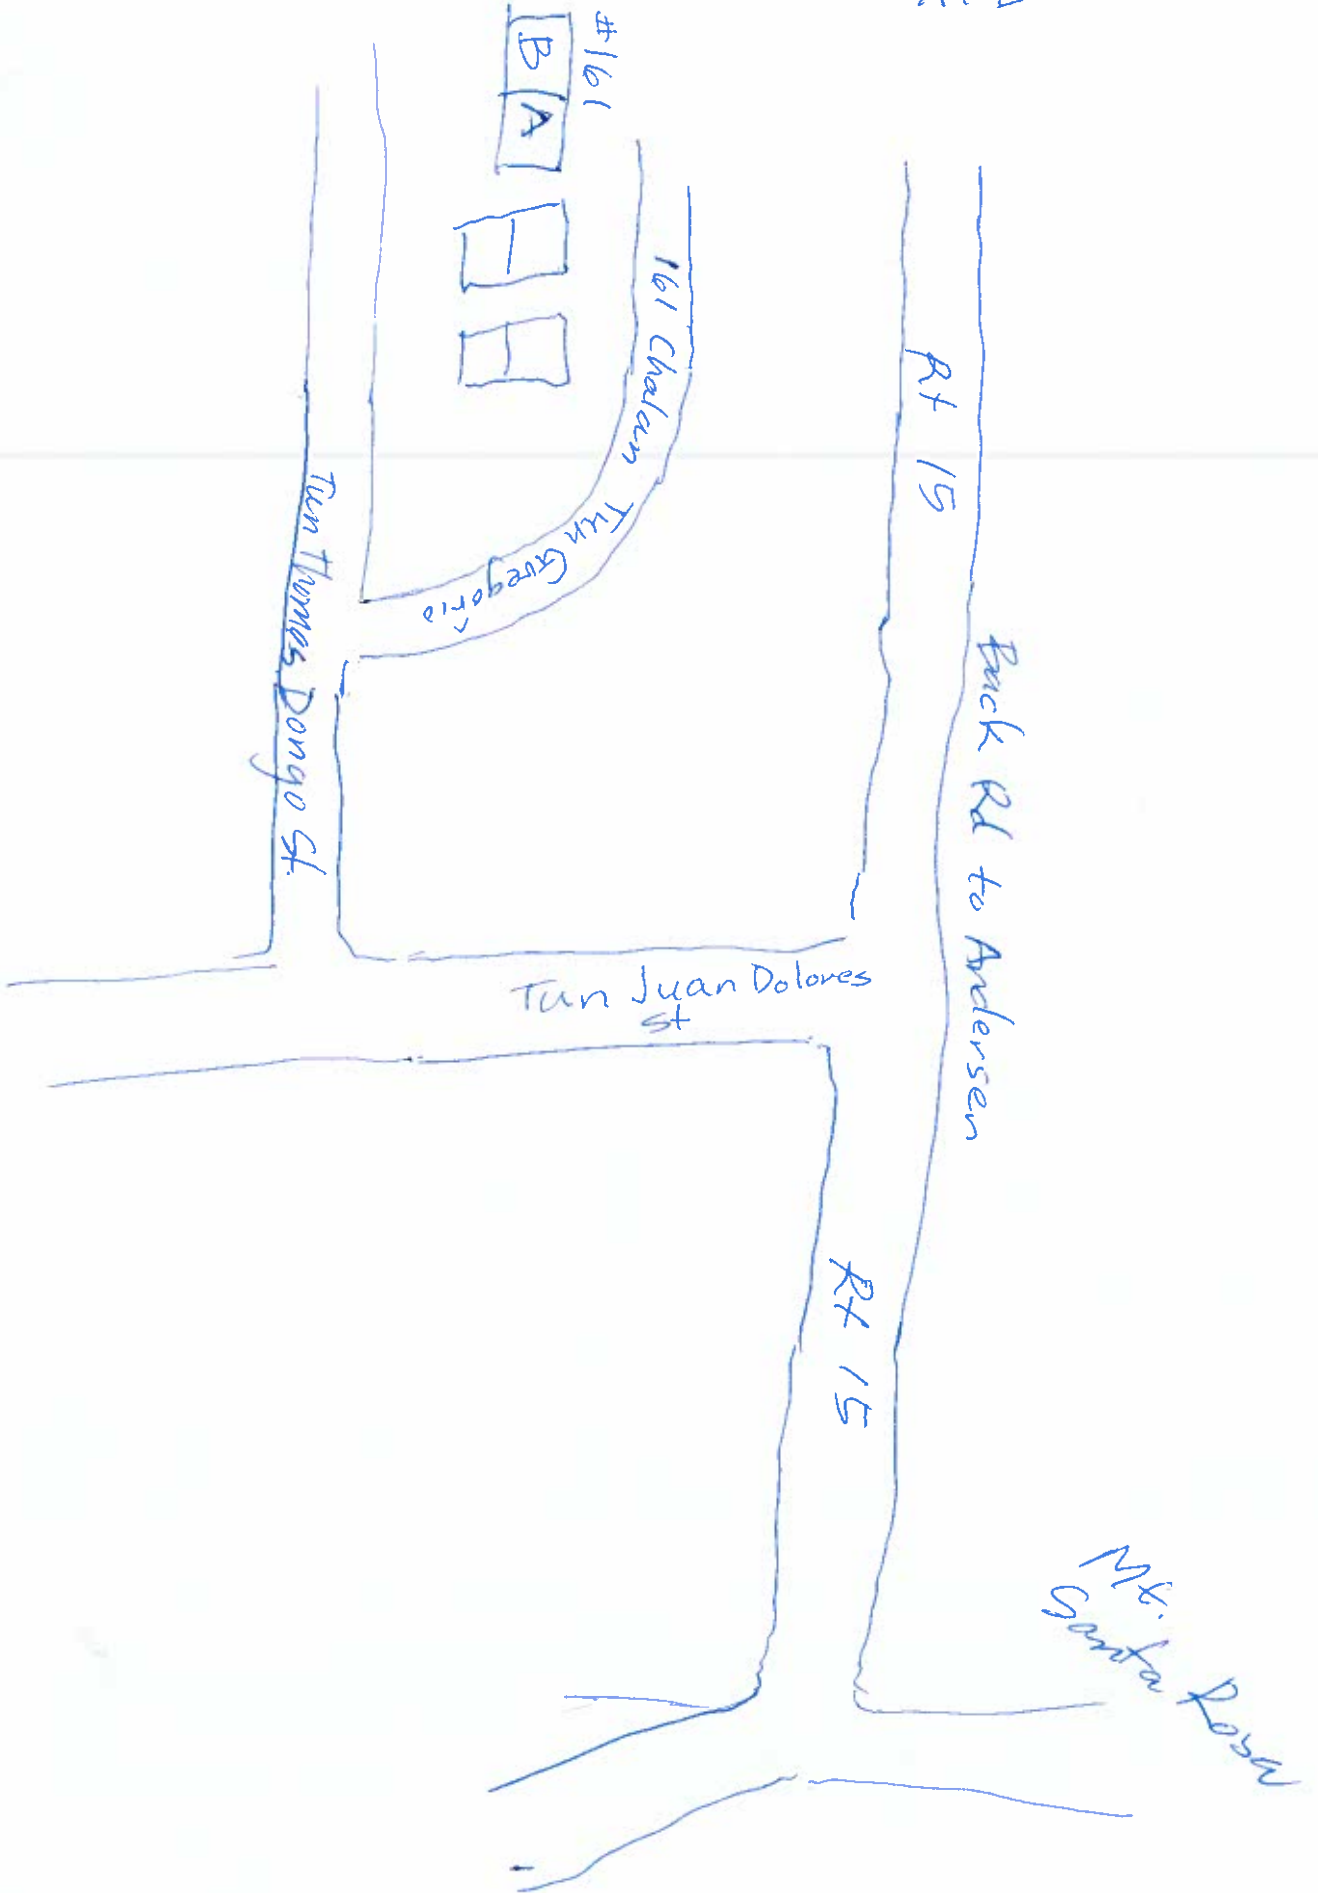 #161
B A
161 Chalan Tun Gregorio
Rt 15
Tun Thomas Dongo St.
Back Rd to Andersen
Tun Juan Dolores
St
Rt 15
Mt.
Santa Rosa